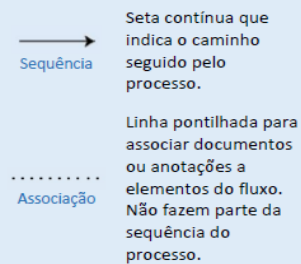 Seta contínua que
indica o caminho
seguido pelo
processo.
Sequência
Linha pontilhada para
associar documentos
ou anotações a
elementos do fluxo.
Não fazem parte da
sequência do
processo.
Associação